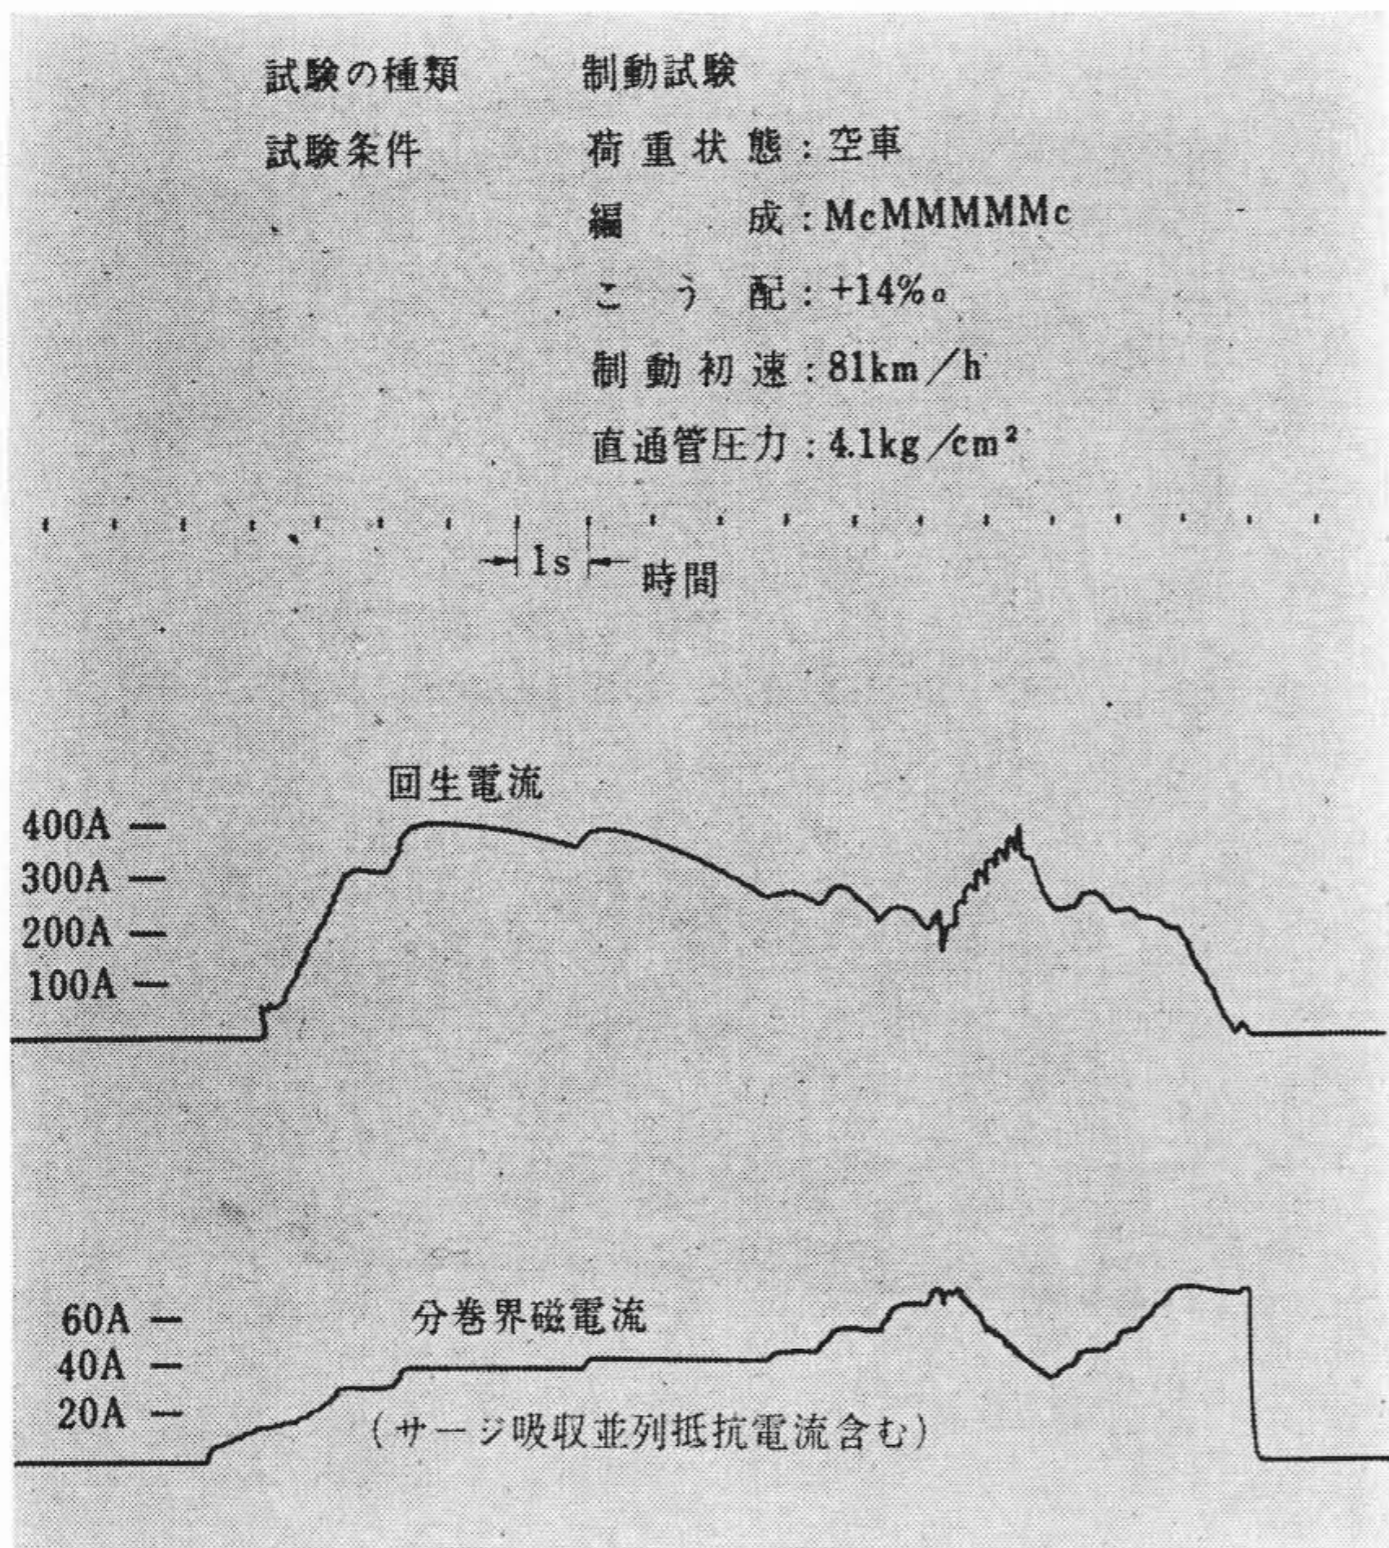 試験の種類 制動試験
試験条件 荷重状態：空車
編成：McMMMMMc
こう配：+14‰
制動初速：81km／h
直通管圧力：4.1kg／cm²
1s 時間
回生電流
400A
300A
200A
100A
分巻界磁電流
60A
40A
20A
(サージ吸収並列抵抗電流含む)